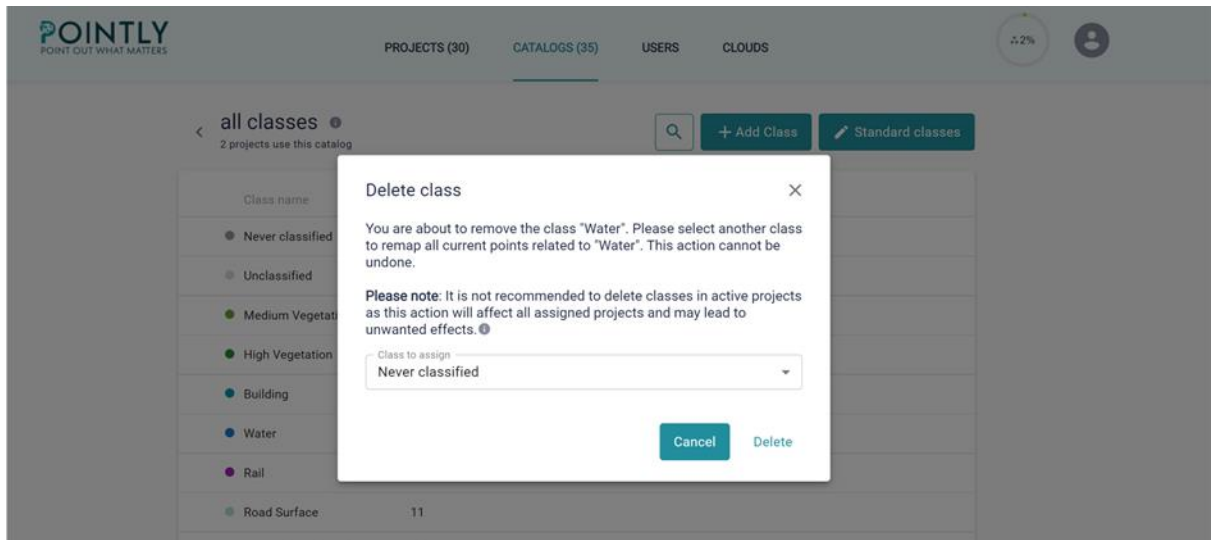 POINTLY
POINT OUT WHAT MATTERS
PROJECTS (30)
CATALOGS (35)
USERS
CLOUDS
2%
all classes
2 projects use this catalog
+ Add Class
Standard classes
Class name
Never classified
Unclassified
Medium Vegetati
High Vegetation
Building
Water
Rail
Road Surface 11
Delete class
You are about to remove the class "Water". Please select another class
to remap all current points related to "Water". This action cannot be
undone.
Please note: It is not recommended to delete classes in active projects
as this action will affect all assigned projects and may lead to
unwanted effects.
Class to assign
Never classified
Cancel
Delete